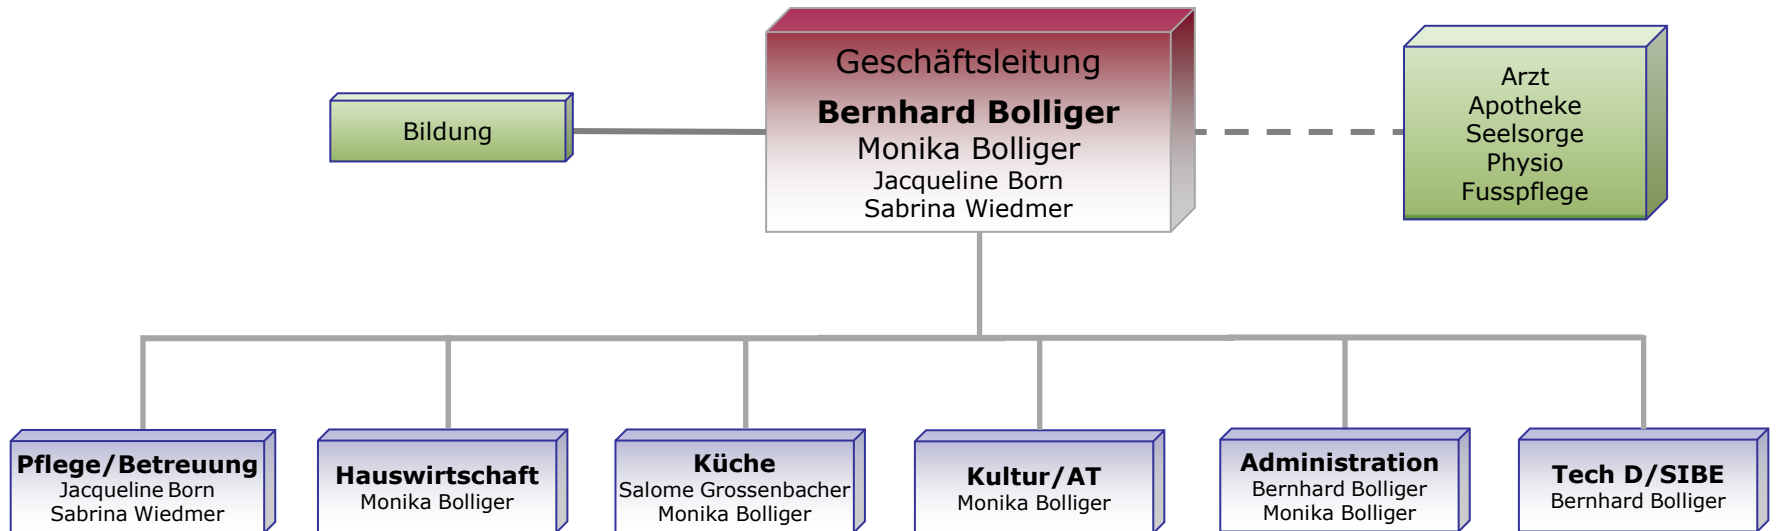 Geschäftsleitung
Bernhard Bolliger
Monika Bolliger
Jacqueline Born
Sabrina Wiedmer
Bildung
Arzt
Apotheke
Seelsorge
Physio
Fusspflege
Pflege/Betreuung
Jacqueline Born
Sabrina Wiedmer
Hauswirtschaft
Monika Bolliger
Küche
Salome Grossenbacher
Monika Bolliger
Kultur/AT
Monika Bolliger
Administration
Bernhard Bolliger
Monika Bolliger
Tech D/SIBE
Bernhard Bolliger